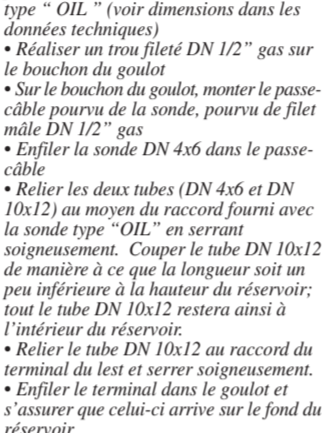 type “ OIL ” (voir dimensions dans les
données techniques)
• Réaliser un trou fileté DN 1/2” gas sur
le bouchon du goulot
• Sur le bouchon du goulot, monter le passe-
câble pourvu de la sonde, pourvu de filet
mâle DN 1/2” gas
• Enfiler la sonde DN 4x6 dans le passe-
câble
• Relier les deux tubes (DN 4x6 et DN
10x12) au moyen du raccord fourni avec
la sonde type “OIL” en serrant
soigneusement. Couper le tube DN 10x12
de manière à ce que la longueur soit un
peu inférieure à la hauteur du réservoir;
tout le tube DN 10x12 restera ainsi à
l’intérieur du réservoir.
• Relier le tube DN 10x12 au raccord du
terminal du lest et serrer soigneusement.
• Enfiler le terminal dans le goulot et
s’assurer que celui-ci arrive sur le fond du
réservoir